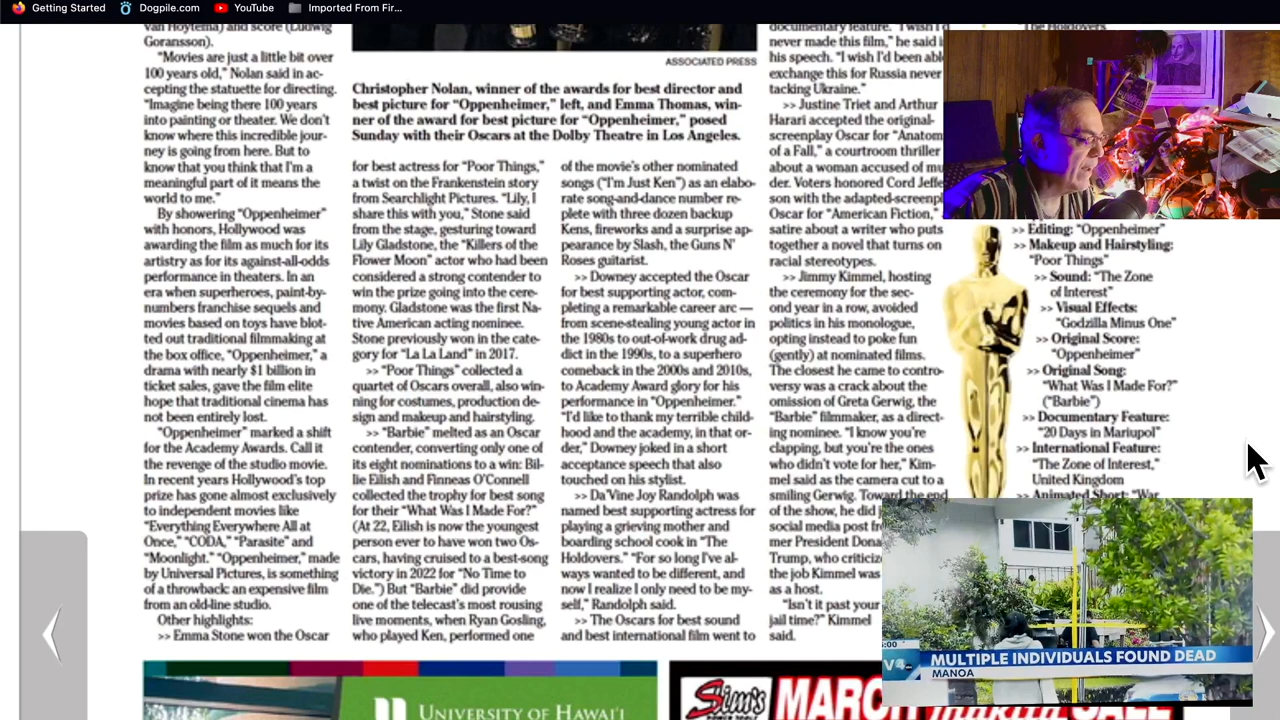 Getting Started
Dogpile.com
YouTube
Imported From Fir...
van Hoytema) and score (Ludwig
Goransson).
"Movies are just a little bit over
100 years old," Nolan said in ac-
cepting the statuette for directing.
"Imagine being there 100 years
into painting or theater. We don't
know where this incredible jour-
ney is going from here. But to
know that you think that I'm a
meaningful part of it means the
world to me."
By showering "Oppenheimer"
with honors, Hollywood was
awarding the film as much for its
artistry as for its against-all-odds
performance in theaters. In an
era when superheroes, paint-by-
numbers franchise sequels and
movies based on toys have blot-
ted out traditional filmmaking at
the box office, "Oppenheimer," a
drama with nearly $1 billion in
ticket sales, gave the film elite
hope that traditional cinema has
not been entirely lost.
"Oppenheimer" marked a shift
for the Academy Awards. Call it
the revenge of the studio movie.
In recent years Hollywood's top
prize has gone almost exclusively
to independent movies like
"Everything Everywhere All at
Once," "CODA," "Parasite" and
"Moonlight." "Oppenheimer," made
by Universal Pictures, is something
of a throwback: an expensive film
from an old-line studio.
Other highlights:
>> Emma Stone won the Oscar
ASSOCIATED PRESS
Christopher Nolan, winner of the awards for best director and
best picture for "Oppenheimer," left, and Emma Thomas, win-
ner of the award for best picture for "Oppenheimer," posed
Sunday with their Oscars at the Dolby Theatre in Los Angeles.
for best actress for "Poor Things,"
a twist on the Frankenstein story
from Searchlight Pictures. "Lily, I
share this with you," Stone said
from the stage, gesturing toward
Lily Gladstone, the "Killers of the
Flower Moon" actor who had been
considered a strong contender to
win the prize going into the cere-
mony. Gladstone was the first Na-
tive American acting nominee.
Stone previously won in the cate-
gory for "La La Land" in 2017.
>> "Poor Things" collected a
quartet of Oscars overall, also win-
ning for costumes, production de-
sign and makeup and hairstyling.
>> "Barbie" melted as an Oscar
contender, converting only one of
its eight nominations to a win: Bil-
lie Eilish and Finneas O'Connell
collected the trophy for best song
for their "What Was I Made For?"
(At 22, Eilish is now the youngest
person ever to have won two Os-
cars, having cruised to a best-song
victory in 2022 for "No Time to
Die.") But "Barbie" did provide
one of the telecast's most rousing
live moments, when Ryan Gosling,
who played Ken, performed one
of the movie's other nominated
songs ("I'm Just Ken") as an elabo-
rate song-and-dance number re-
plete with three dozen backup
Kens, fireworks and a surprise ap-
pearance by Slash, the Guns N'
Roses guitarist.
>> Downey accepted the Oscar
for best supporting actor, com-
pleting a remarkable career arc —
from scene-stealing young actor in
the 1980s to out-of-work drug ad-
dict in the 1990s, to a superhero
comeback in the 2000s and 2010s,
to Academy Award glory for his
performance in "Oppenheimer."
"I'd like to thank my terrible child-
hood and the academy, in that or-
der," Downey joked in a short
acceptance speech that also
touched on his stylist.
>> Da'Vine Joy Randolph was
named best supporting actress for
playing a grieving mother and
boarding school cook in "The
Holdovers." "For so long I've al-
ways wanted to be different, and
now I realize I only need to be my-
self," Randolph said.
>> The Oscars for best sound
and best international film went to
documentary feature. "I wish I'd
never made this film," he said i
his speech. "I wish I'd been abl
exchange this for Russia never
tacking Ukraine."
>> Justine Triet and Arthur
Harari accepted the original-
screenplay Oscar for "Anatom
of a Fall," a courtroom thriller
about a woman accused of mu
der. Voters honored Cord Jeffe
son with the adapted-screenpl
Oscar for "American Fiction,"
satire about a writer who puts
together a novel that turns on
racial stereotypes.
>> Jimmy Kimmel, hosting
the ceremony for the sec-
ond year in a row, avoided
politics in his monologue,
opting instead to poke fun
(gently) at nominated films.
The closest he came to contro-
versy was a crack about the
omission of Greta Gerwig, the
"Barbie" filmmaker, as a direct-
ing nominee. "I know you're
clapping, but you're the ones
who didn't vote for her," Kim-
mel said as the camera cut to a
smiling Gerwig. Toward the end
of the show, he did j
social media post fr
mer President Dona
Trump, who criticiz
the job Kimmel was
as a host.
"Isn't it past your
jail time?" Kimmel
said.
"The Holdovers"
>> Editing: "Oppenheimer"
>> Makeup and Hairstyling:
"Poor Things"
>> Sound: "The Zone
of Interest"
>> Visual Effects:
"Godzilla Minus One"
>> Original Score:
"Oppenheimer"
>> Original Song:
"What Was I Made For?"
("Barbie")
>> Documentary Feature:
"20 Days in Mariupol"
>> International Feature:
"The Zone of Interest,"
United Kingdom
>> Animated Short: "War
5:00
V4
MULTIPLE INDIVIDUALS FOUND DEAD
MANOA
UNIVERSITY OF HAWAI'I
Sim's
MARCH
SALE